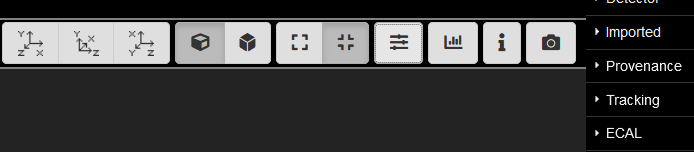 Y
Z X
Y X
Z
X
Y Z
Detector
Imported
Provenance
Tracking
ECAL